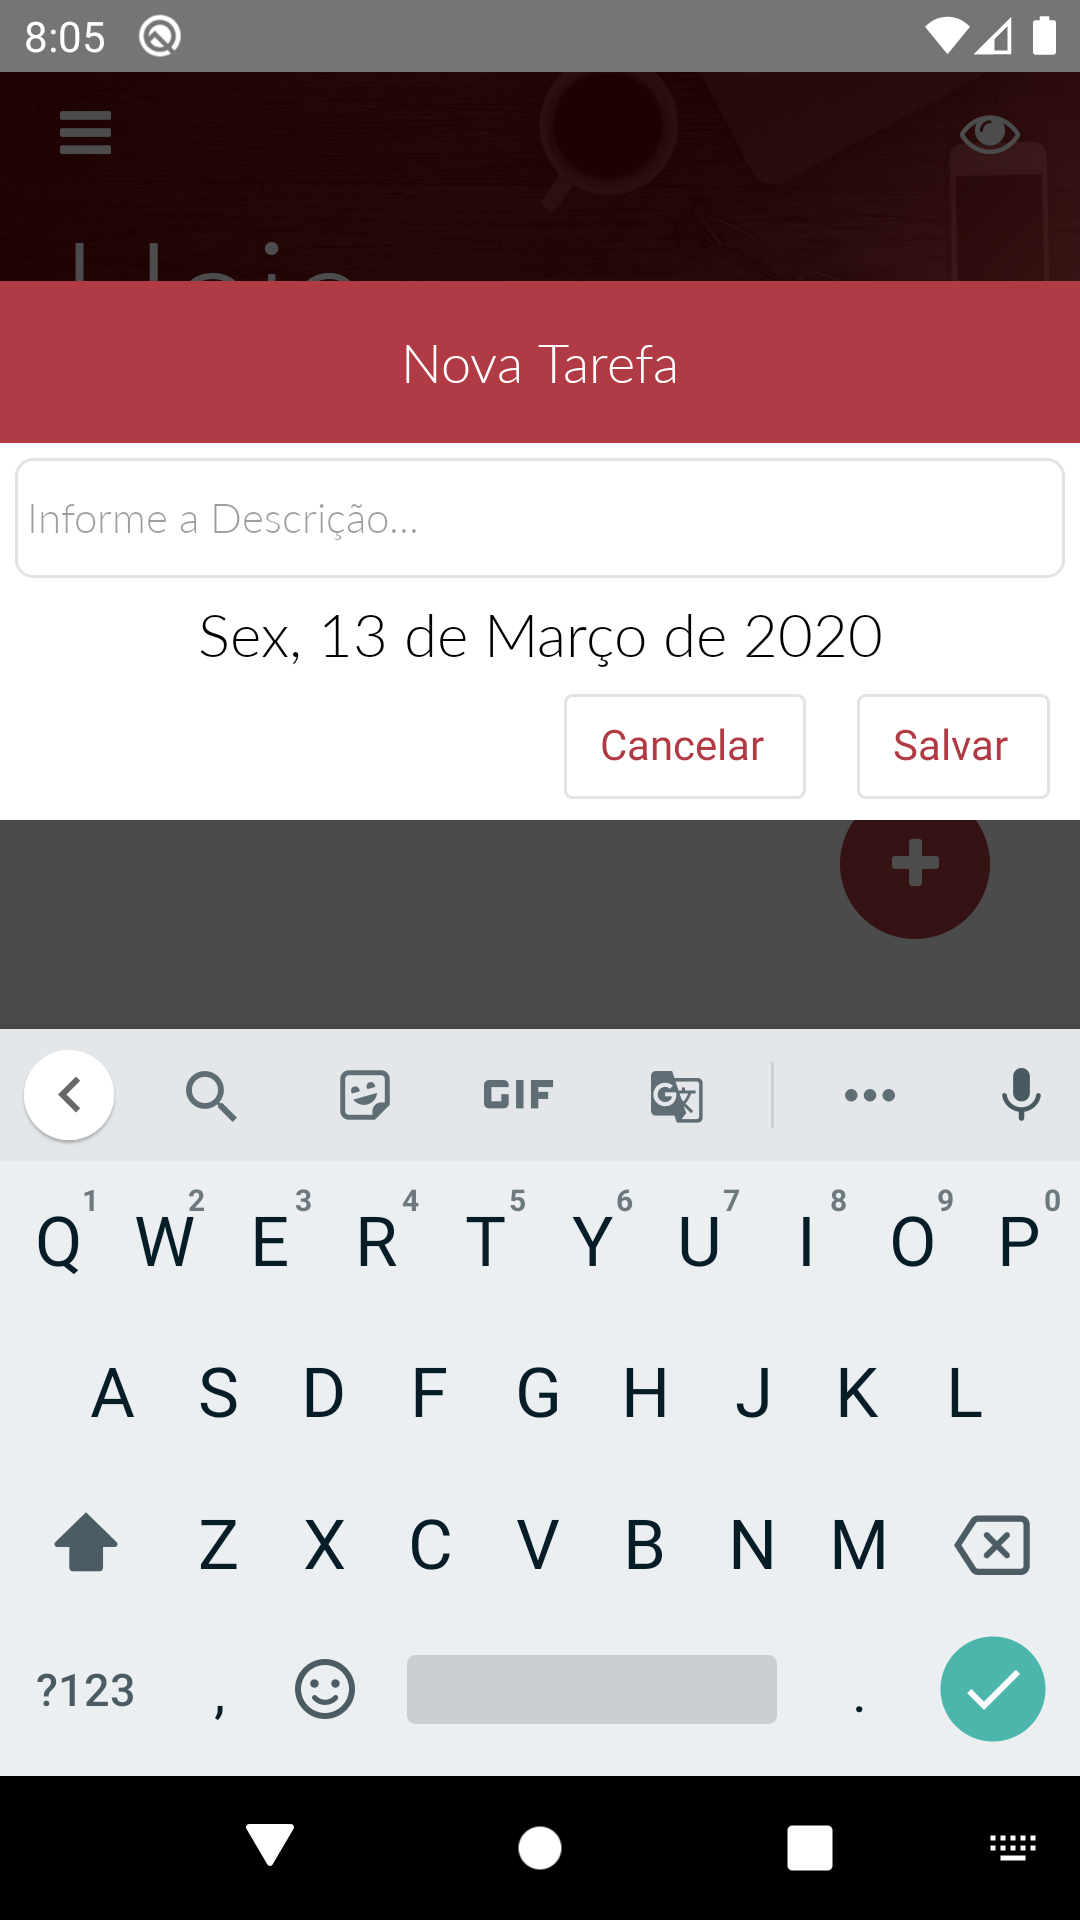 8:05
Hoje
Nova Tarefa
Informe a Descrição...
Sex, 13 de Março de 2020
Cancelar
Salvar
GIF
G
1 2 3 4 5 6 7 8 9 0
Q W E R T Y U I O P
A S D F G H J K L
Z X C V B N M
?123 , .